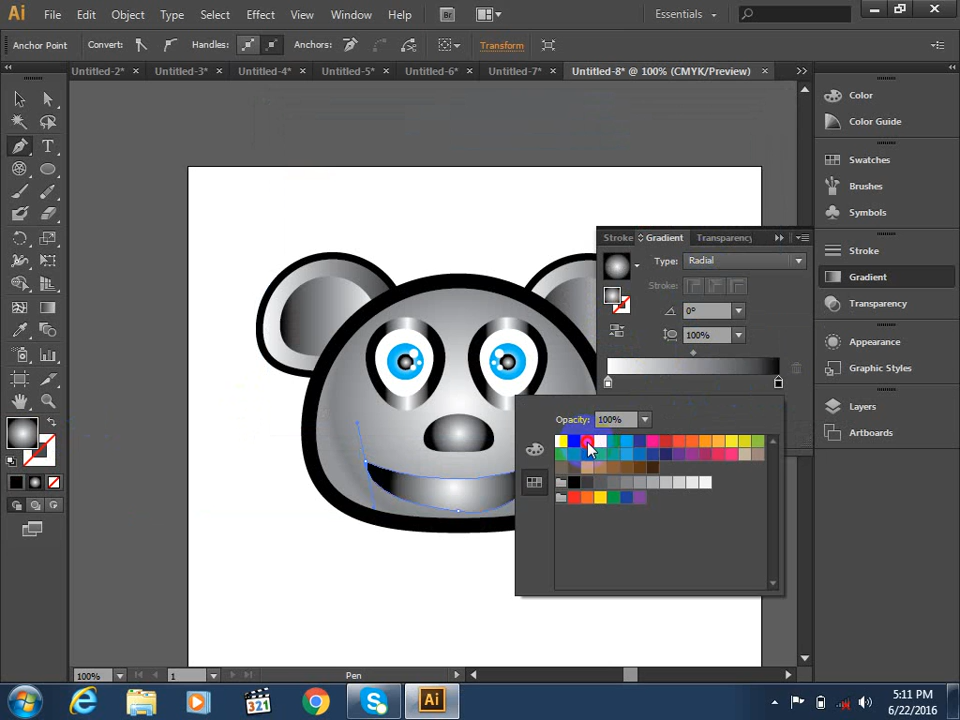 Ai File Edit Object Type Select Effect View Window Help Br Essentials
Anchor Point Convert: Handles: Anchors: Transform
Untitled-2* × Untitled-3* × Untitled-4* × Untitled-5* × Untitled-6* × Untitled-7* × Untitled-8* @ 100% (CMYK/Preview) ×
Color
Color Guide
Swatches
Brushes
Symbols
Stroke
Gradient
Transparency
Appearance
Graphic Styles
Layers
Artboards
Stroke Gradient Transparency
Type: Radial
Stroke:
0°
100%
Opacity: 100%
100% 1 Pen
321 Ai 5:11 PM
6/22/2016